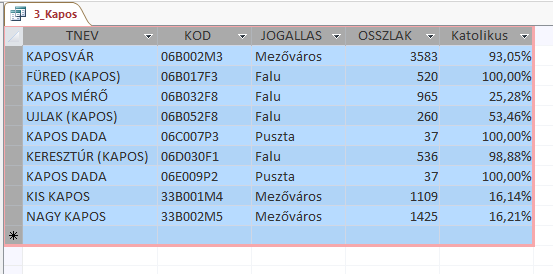 3_Kapos
TNEV KOD JOGALLAS OSSZLAK Katolikus
KAPOSVÁR 06B002M3 Mezőváros 3583 93,05%
FÜRED (KAPOS) 06B017F3 Falu 520 100,00%
KAPOS MÉRŐ 06B032F8 Falu 965 25,28%
UJLAK (KAPOS) 06B052F8 Falu 260 53,46%
KAPOS DADA 06C007P3 Puszta 37 100,00%
KERESZTÚR (KAPOS) 06D030F1 Falu 536 98,88%
KAPOS DADA 06E009P2 Puszta 37 100,00%
KIS KAPOS 33B001M4 Mezőváros 1109 16,14%
NAGY KAPOS 33B002M5 Mezőváros 1425 16,21%